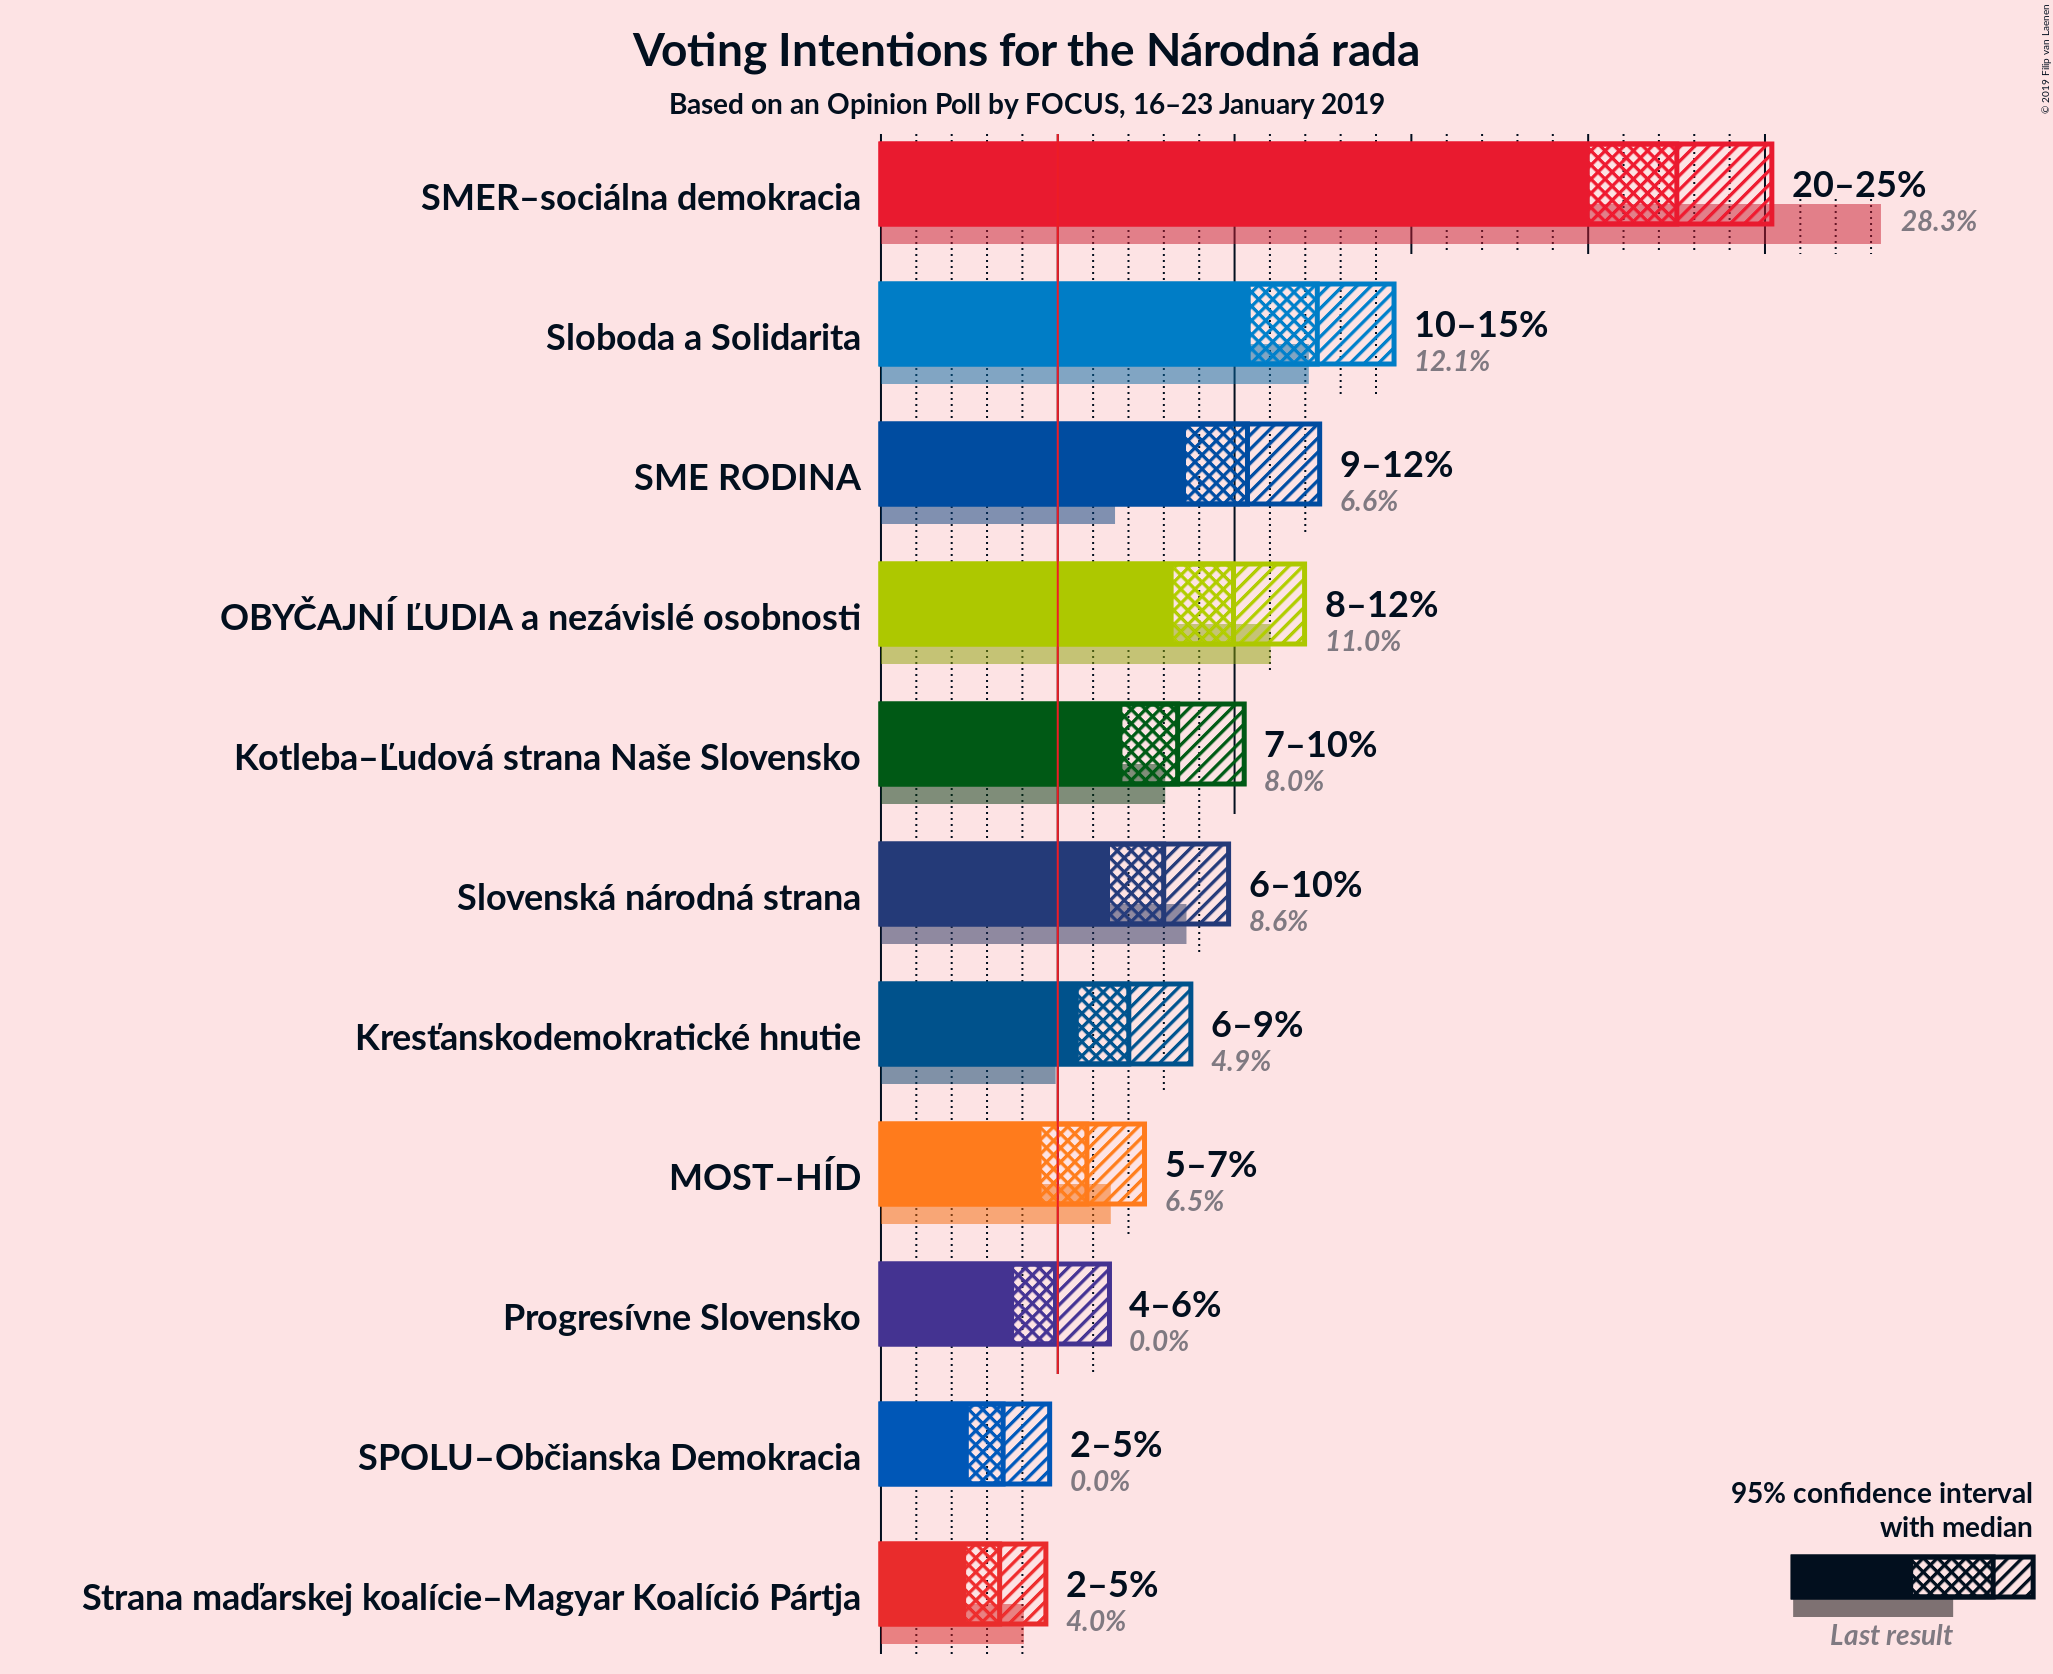 Voting Intentions for the Národná rada
Based on an Opinion Poll by FOCUS, 16–23 January 2019
© 2019 Filip van Laenen
SMER–sociálna demokracia
20–25%
28.3%
Sloboda a Solidarita
10–15%
12.1%
SME RODINA
9–12%
6.6%
OBYČAJNÍ ĽUDIA a nezávislé osobnosti
8–12%
11.0%
Kotleba–Ľudová strana Naše Slovensko
7–10%
8.0%
Slovenská národná strana
6–10%
8.6%
Kresťanskodemokratické hnutie
6–9%
4.9%
MOST–HÍD
5–7%
6.5%
Progresívne Slovensko
4–6%
0.0%
SPOLU–Občianska Demokracia
2–5%
0.0%
Strana maďarskej koalície–Magyar Koalíció Pártja
2–5%
4.0%
95% confidence interval
with median
Last result